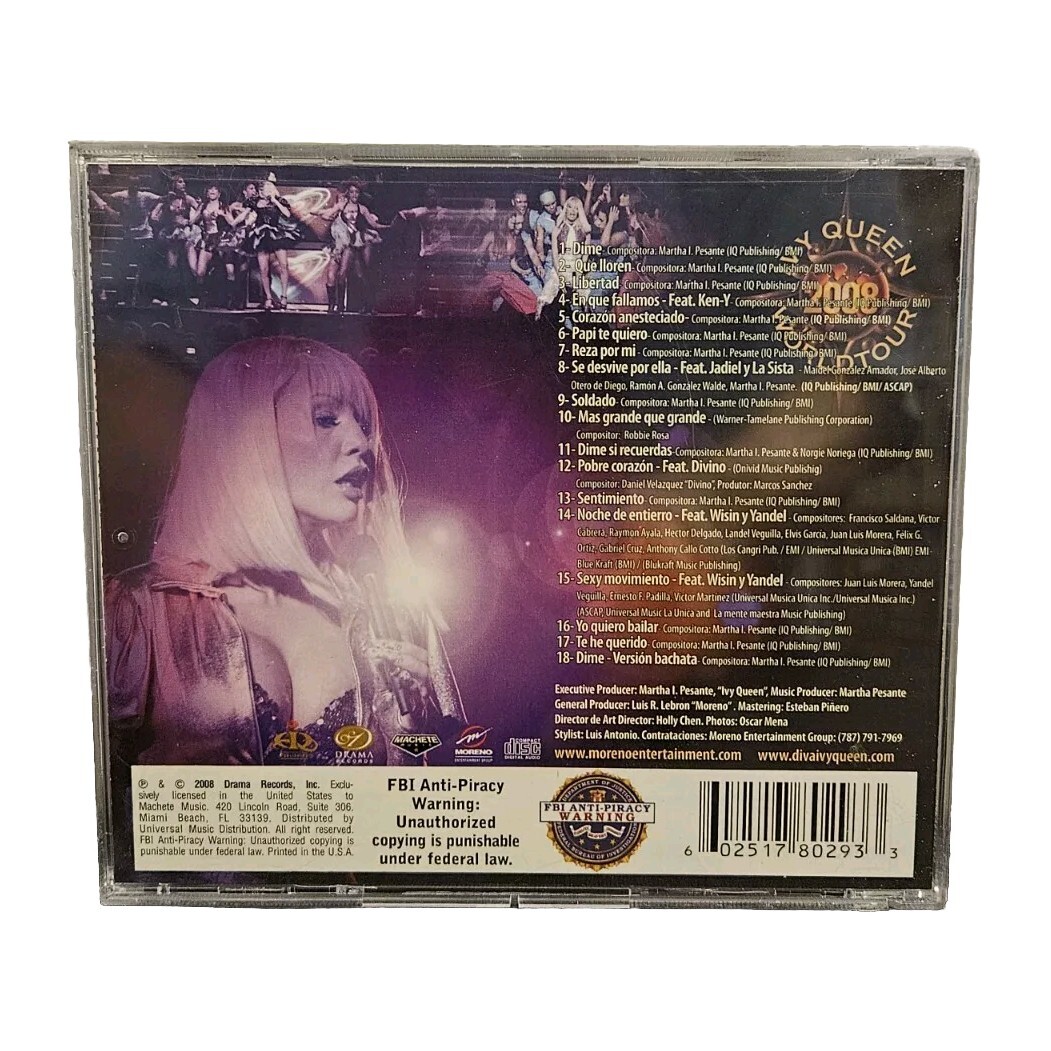 IVY QUEEN
2008
WORLD TOUR
1- Dime - Compositora: Martha I. Pesante (IQ Publishing/ BMI)
2- Que lloren - Compositora: Martha I. Pesante (IQ Publishing/ BMI)
3- Libertad - Compositora: Martha I. Pesante (IQ Publishing/ BMI)
4- En que fallamos - Feat. Ken-Y - Compositora: Martha I. Pesante (IQ Publishing/ BMI)
5- Corazón anesteciado - Compositora: Martha I. Pesante (IQ Publishing/ BMI)
6- Papi te quiero - Compositora: Martha I. Pesante (IQ Publishing/ BMI)
7- Reza por mi - Compositora: Martha I. Pesante (IQ Publishing/ BMI)
8- Se desvive por ella - Feat. Jadiel y La Sista - Maidel González Amador, Jose Alberto
Otero de Diego, Ramón A. González Walde, Martha I. Pesante. (IQ Publishing/ BMI/ ASCAP)
9- Soldado - Compositora: Martha I. Pesante (IQ Publishing/ BMI)
10- Mas grande que grande - (Warner-Tamelane Publishing Corporation)
Compositor: Robbie Rosa
11- Dime si recuerdas - Compositora: Martha I. Pesante & Norgie Noriega (IQ Publishing/ BMI)
12- Pobre corazón - Feat. Divino - (Onivid Music Publishig)
Compositor: Daniel Velazquez "Divino", Produtor: Marcos Sanchez
13- Sentimiento - Compositora: Martha I. Pesante (IQ Publishing/ BMI)
14- Noche de entierro - Feat. Wisin y Yandel - Compositores: Francisco Saldana, Victor
Cabrera, Raymon Ayala, Hector Delgado, Landel Veguilla, Elvis Garcia, Juan Luis Morera, Félix G.
Ortiz, Gabriel Cruz, Anthony Callo Cotto (Los Cangri Pub. / EMI / Universal Musica Unica (BMI) EMI
Blue Kraft (BMI) / (Blukraft Music Publishing)
15- Sexy movimiento - Feat. Wisin y Yandel - Compositores: Juan Luis Morera, Yandel
Veguilla, Ernesto F. Padilla, Victor Martinez (Universal Musica Unica Inc./Universal Musica Inc.)
(ASCAP, Universal Music La Unica and La mente maestra Music Publishing)
16- Yo quiero bailar - Compositora: Martha I. Pesante (IQ Publishing/ BMI)
17- Te he querido - Compositora: Martha I. Pesante (IQ Publishing/ BMI)
18- Dime - Versión bachata - Compositora: Martha I. Pesante (IQ Publishing/ BMI)
Executive Producer: Martha I. Pesante, "Ivy Queen", Music Producer: Martha Pesante
General Producer: Luis R. Lebron "Moreno" . Mastering: Esteban Piñero
Director de Art Director: Holly Chen. Photos: Oscar Mena
Stylist: Luis Antonio. Contrataciones: Moreno Entertainment Group: (787) 791-7969
www.morenoentertainment.com www.divaivyqueen.com
DRAMA
RECORDS
MACHETE
MUSIC
MORENO
ENTERTAINMENT GROUP
COMPACT
disc
DIGITAL AUDIO
℗ & © 2008 Drama Records, Inc. Exclu-
sively licensed in the United States to
Machete Music. 420 Lincoln Road, Suite 306,
Miami Beach, FL 33139. Distributed by
Universal Music Distribution. All right reserved.
FBI Anti-Piracy Warning: Unauthorized copying is
punishable under federal law. Printed in the U.S.A.
FBI Anti-Piracy
Warning:
Unauthorized
copying is punishable
under federal law.
DEPARTMENT OF JUSTICE
FBI ANTI-PIRACY
WARNING
FEDERAL BUREAU OF INVESTIGATION
6 02517 80293 3